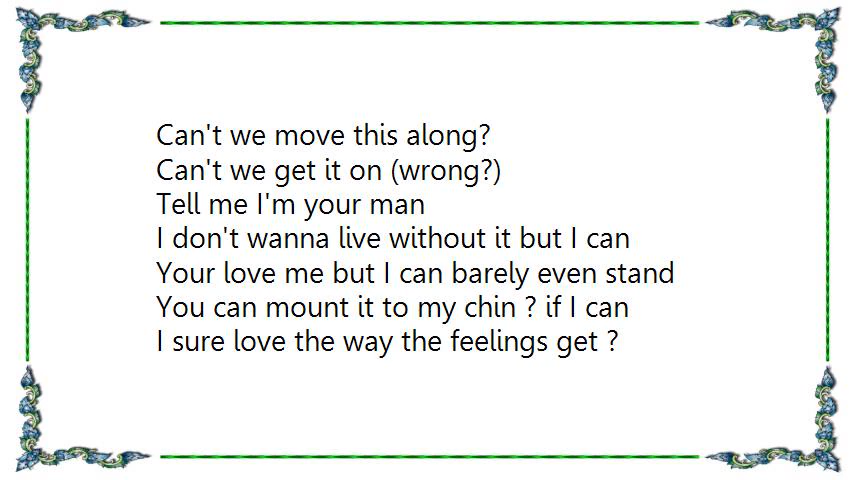 Can't we move this along?
Can't we get it on (wrong?)
Tell me I'm your man
I don't wanna live without it but I can
Your love me but I can barely even stand
You can mount it to my chin ? if I can
I sure love the way the feelings get ?